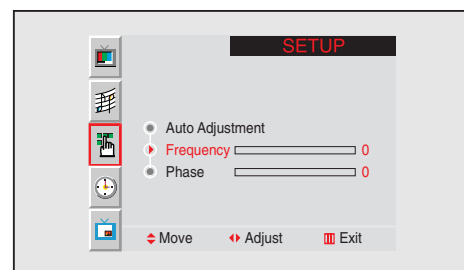 SETUP
Auto Adjustment
Frequency 0
Phase 0
Move Adjust Exit